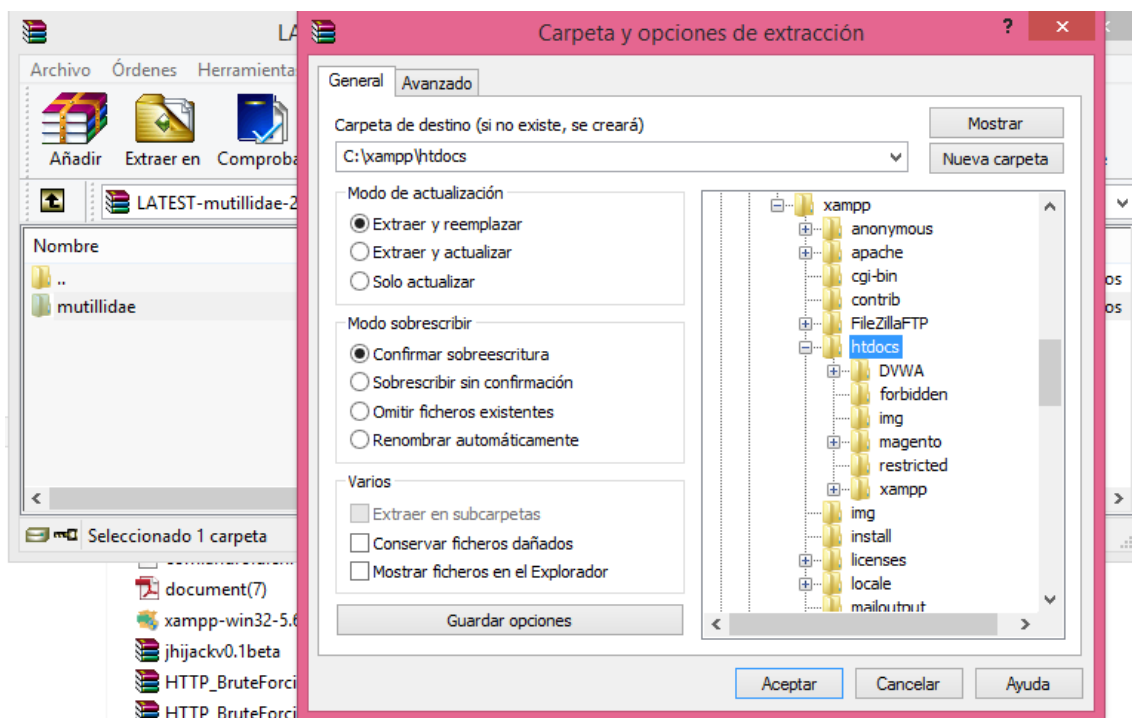 LA
Archivo Órdenes Herramienta
Añadir Extraer en Comproba
LATEST-mutillidae-2
Nombre
..
mutillidae
Seleccionado 1 carpeta
document(7)
xampp-win32-5.6
jhijackv0.1beta
HTTP_BruteForci
HTTP_BruteForci
Carpeta y opciones de extracción
?
General Avanzado
Carpeta de destino (si no existe, se creará)
C:\xampp\htdocs
Mostrar
Nueva carpeta
Modo de actualización
Extraer y reemplazar
Extraer y actualizar
Solo actualizar
Modo sobrescribir
Confirmar sobreescritura
Sobrescribir sin confirmación
Omitir ficheros existentes
Renombrar automáticamente
Varios
Extraer en subcarpetas
Conservar ficheros dañados
Mostrar ficheros en el Explorador
Guardar opciones
xampp
anonymous
apache
cgi-bin
contrib
FileZillaFTP
htdocs
DVWA
forbidden
img
magento
restricted
xampp
img
install
licenses
locale
mailoutput
Aceptar Cancelar Ayuda
os
os